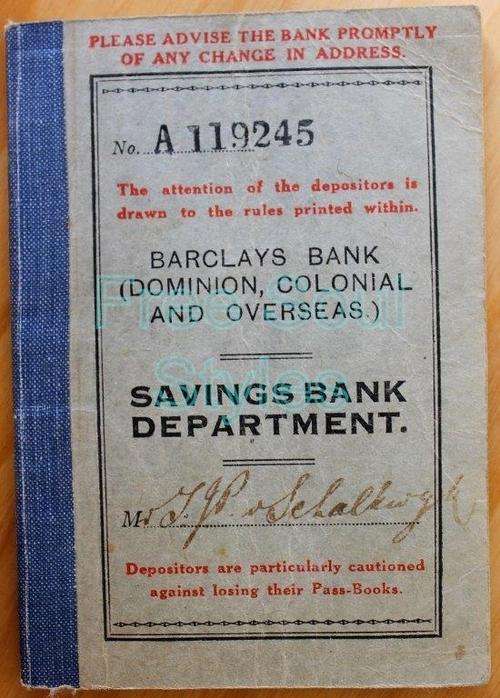 PLEASE ADVISE THE BANK PROMPTLY
OF ANY CHANGE IN ADDRESS.
No. A 119245
The attention of the depositors is
drawn to the rules printed within.
BARCLAYS BANK
(DOMINION, COLONIAL
AND OVERSEAS.)
SAVINGS BANK
DEPARTMENT.
Mr T.J.P. v Schalkwyk
Depositors are particularly cautioned
against losing their Pass-Books.